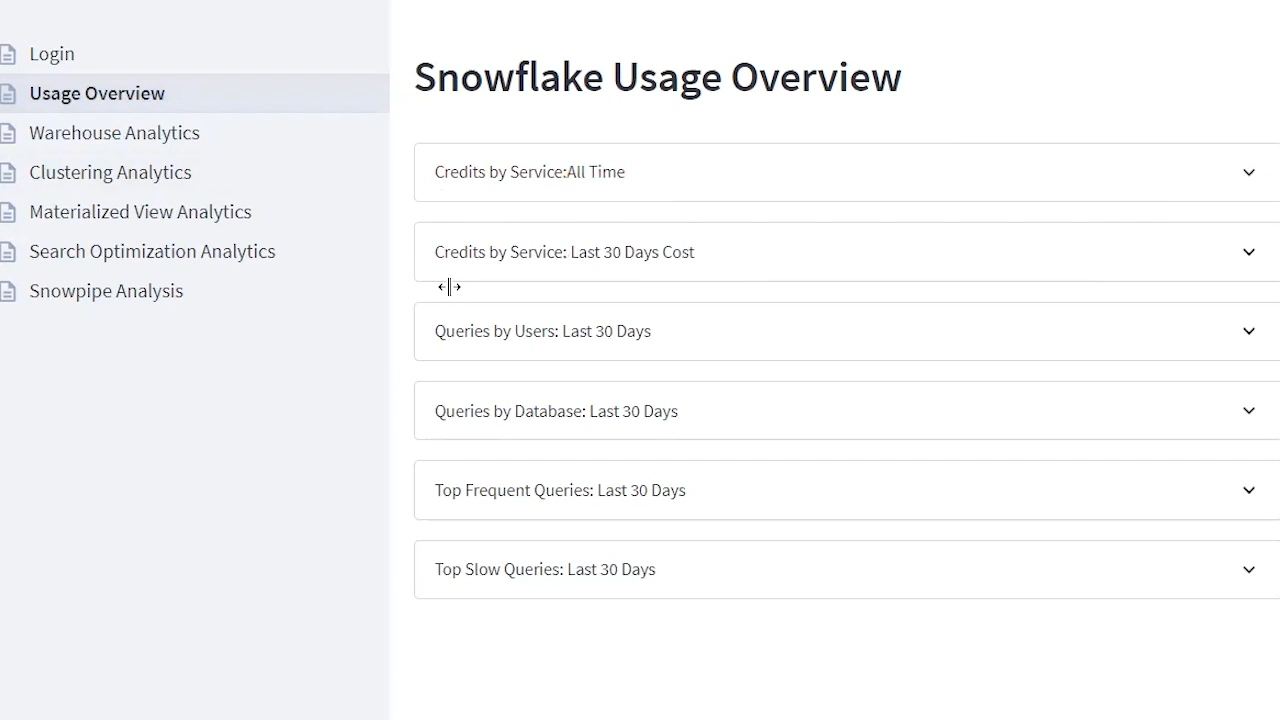 Login
Usage Overview
Warehouse Analytics
Clustering Analytics
Materialized View Analytics
Search Optimization Analytics
Snowpipe Analysis
Snowflake Usage Overview
Credits by Service:All Time
Credits by Service: Last 30 Days Cost
Queries by Users: Last 30 Days
Queries by Database: Last 30 Days
Top Frequent Queries: Last 30 Days
Top Slow Queries: Last 30 Days